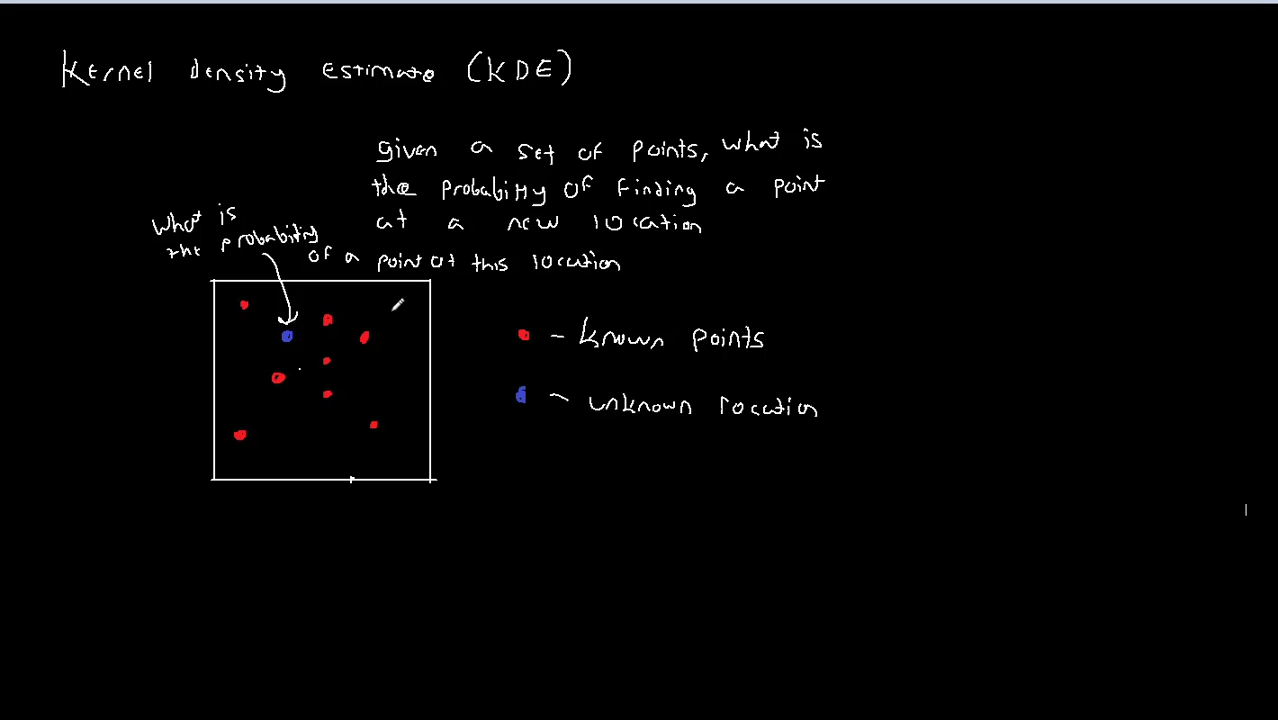 Kernel density estimate (KDE)
given a set of points, what is
the probability of finding a point
at a new location
what is
the probability
of a point at this location
- known points
~ unknown location